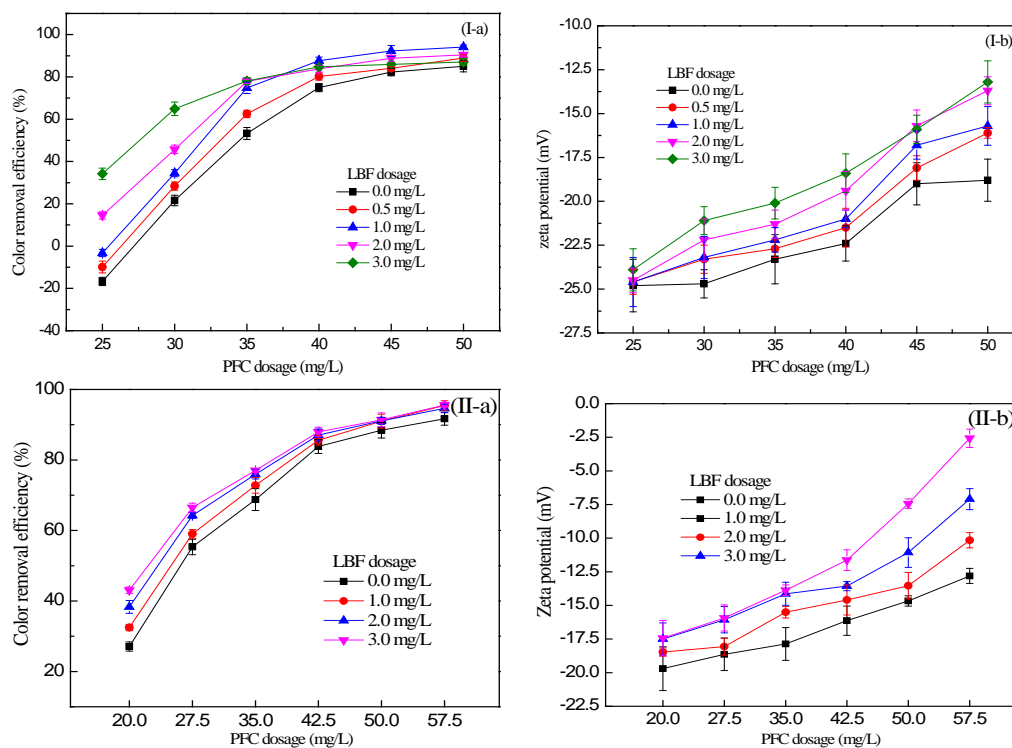 (I-a)
Color removal efficiency (%)
100
80
60
40
20
0
-20
-40
LBF dosage
0.0 mg/L
0.5 mg/L
1.0 mg/L
2.0 mg/L
3.0 mg/L
25 30 35 40 45 50
PFC dosage (mg/L)
(I-b)
zeta potential (mV)
-10.0
-12.5
-15.0
-17.5
-20.0
-22.5
-25.0
-27.5
LBF dosage
0.0 mg/L
0.5 mg/L
1.0 mg/L
2.0 mg/L
3.0 mg/L
25 30 35 40 45 50
PFC dosage (mg/L)
(II-a)
Color removal efficiency (%)
100
80
60
40
20
LBF dosage
0.0 mg/L
1.0 mg/L
2.0 mg/L
3.0 mg/L
20.0 27.5 35.0 42.5 50.0 57.5
PFC dosage (mg/L)
(II-b)
Zeta potential (mV)
0.0
-2.5
-5.0
-7.5
-10.0
-12.5
-15.0
-17.5
-20.0
-22.5
LBF dosage
0.0 mg/L
1.0 mg/L
2.0 mg/L
3.0 mg/L
20.0 27.5 35.0 42.5 50.0 57.5
PFC dosage (mg/L)